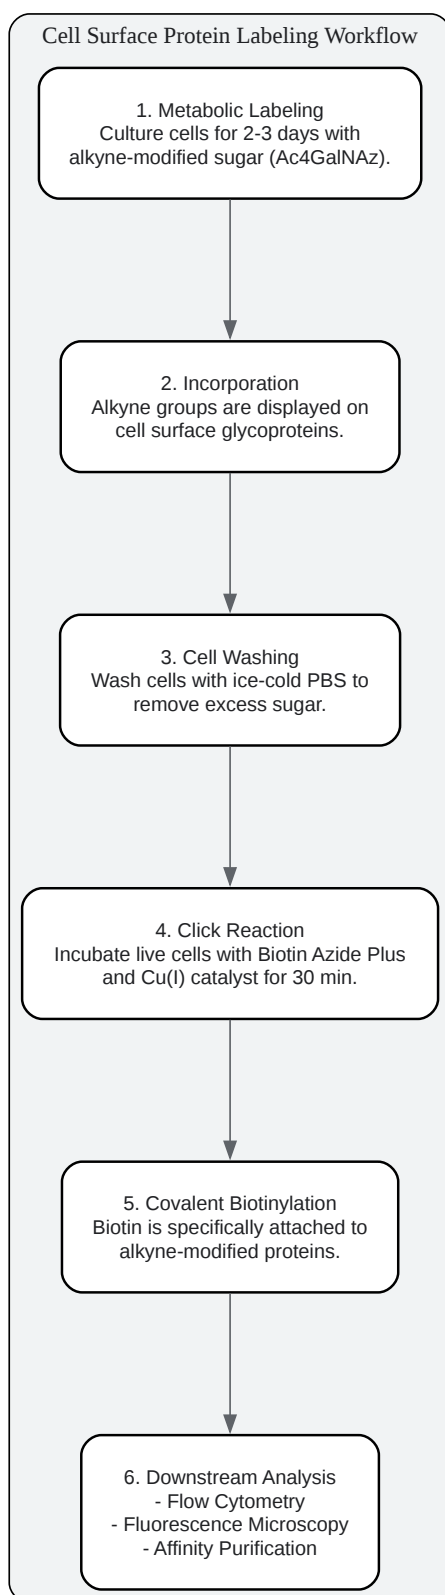 Cell Surface Protein Labeling Workflow
1. Metabolic Labeling
Culture cells for 2-3 days with
alkyne-modified sugar (Ac4GalNAz).
2. Incorporation
Alkyne groups are displayed on
cell surface glycoproteins.
3. Cell Washing
Wash cells with ice-cold PBS to
remove excess sugar.
4. Click Reaction
Incubate live cells with Biotin Azide Plus
and Cu(I) catalyst for 30 min.
5. Covalent Biotinylation
Biotin is specifically attached to
alkyne-modified proteins.
6. Downstream Analysis
- Flow Cytometry
- Fluorescence Microscopy
- Affinity Purification